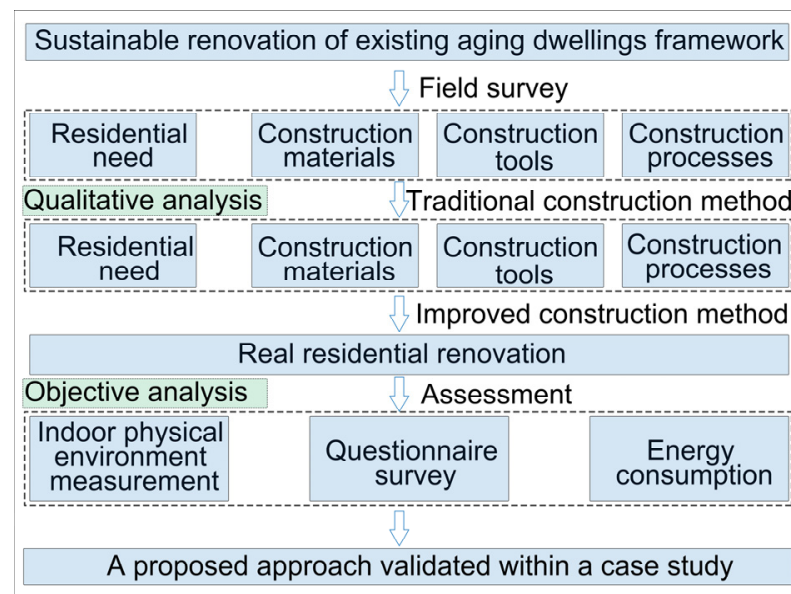 Sustainable renovation of existing aging dwellings framework
Field survey
Residential
need
Construction
materials
Construction
tools
Construction
processes
Qualitative analysis
Traditional construction method
Residential
need
Construction
materials
Construction
tools
Construction
processes
Improved construction method
Real residential renovation
Objective analysis
Assessment
Indoor physical
environment
measurement
Questionnaire
survey
Energy
consumption
A proposed approach validated within a case study